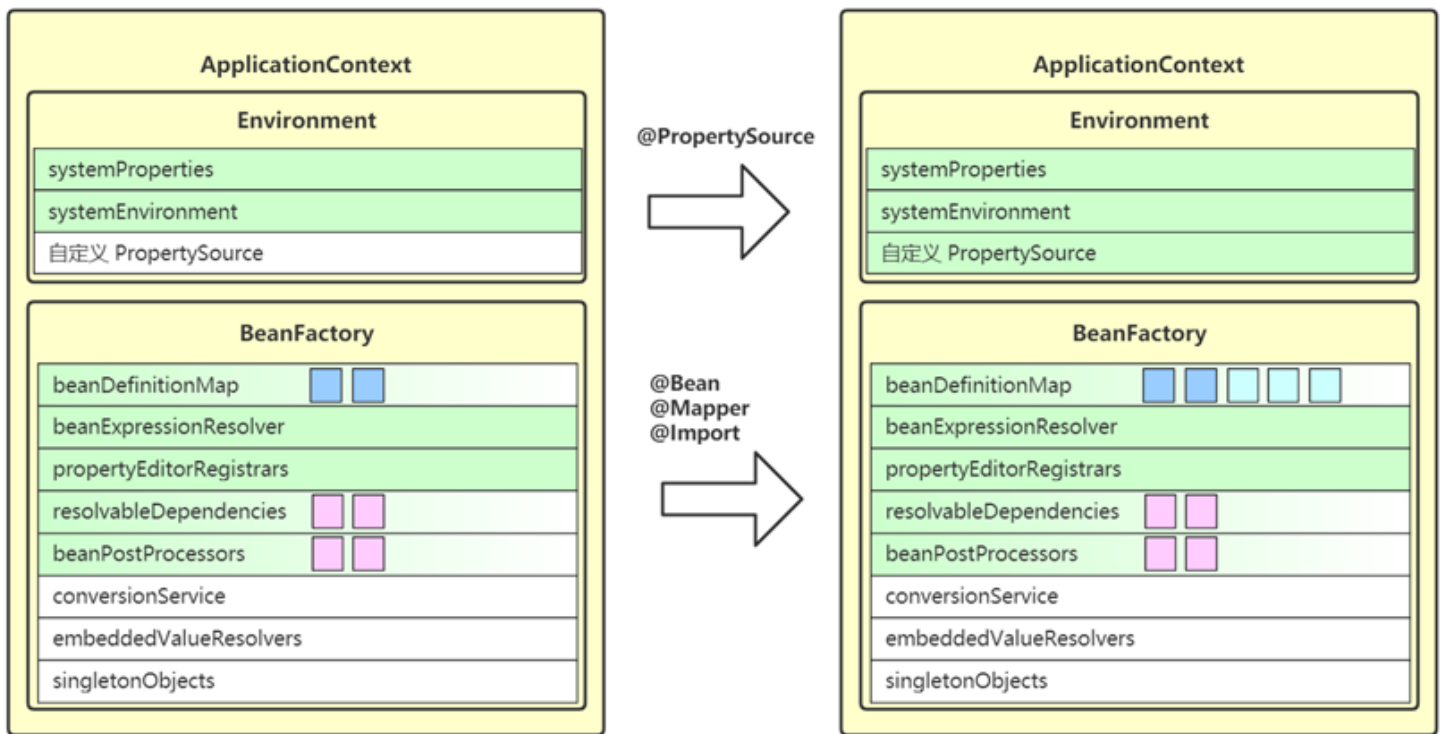 ApplicationContext
Environment
systemProperties
systemEnvironment
自定义 PropertySource
BeanFactory
beanDefinitionMap
beanExpressionResolver
propertyEditorRegistrars
resolvableDependencies
beanPostProcessors
conversionService
embeddedValueResolvers
singletonObjects
@PropertySource
@Bean
@Mapper
@Import
ApplicationContext
Environment
systemProperties
systemEnvironment
自定义 PropertySource
BeanFactory
beanDefinitionMap
beanExpressionResolver
propertyEditorRegistrars
resolvableDependencies
beanPostProcessors
conversionService
embeddedValueResolvers
singletonObjects